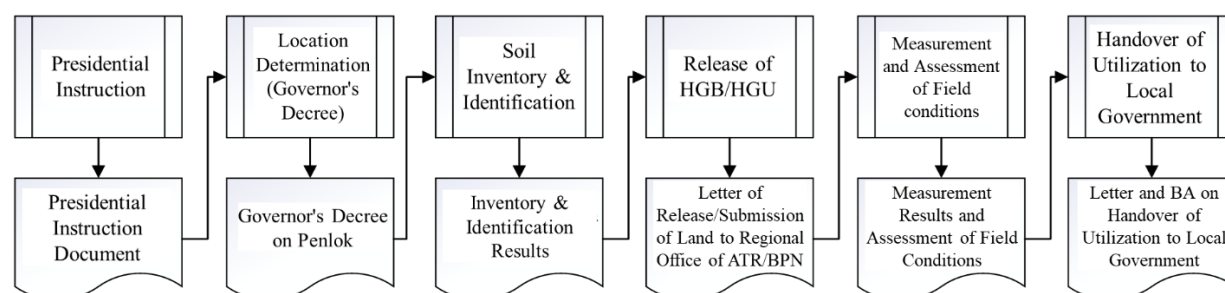 Presidential
Instruction
Location
Determination
(Governor's
Decree)
Soil
Inventory &
Identification
Release of
HGB/HGU
Measurement
and Assessment
of Field
conditions
Handover of
Utilization to
Local
Government
Presidential
Instruction
Document
Governor's Decree
on Penlok
Inventory &
Identification
Results
Letter of
Release/Submission
of Land to Regional
Office of ATR/BPN
Measurement
Results and
Assessment of Field
Conditions
Letter and BA on
Handover of
Utilization to Local
Government